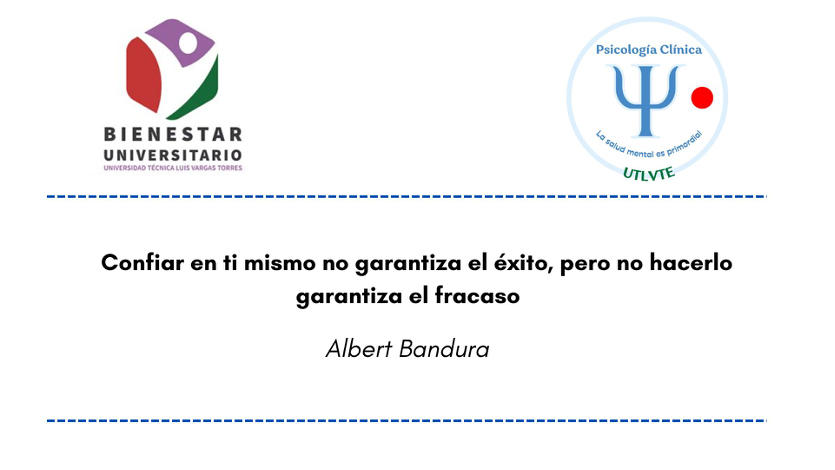 BIENESTAR
UNIVERSITARIO
UNIVERSIDAD TÉCNICA LUIS VARGAS TORRES
Psicología Clínica
La salud mental es primordial
UTLVTE
Confiar en ti mismo no garantiza el éxito, pero no hacerlo
garantiza el fracaso
Albert Bandura